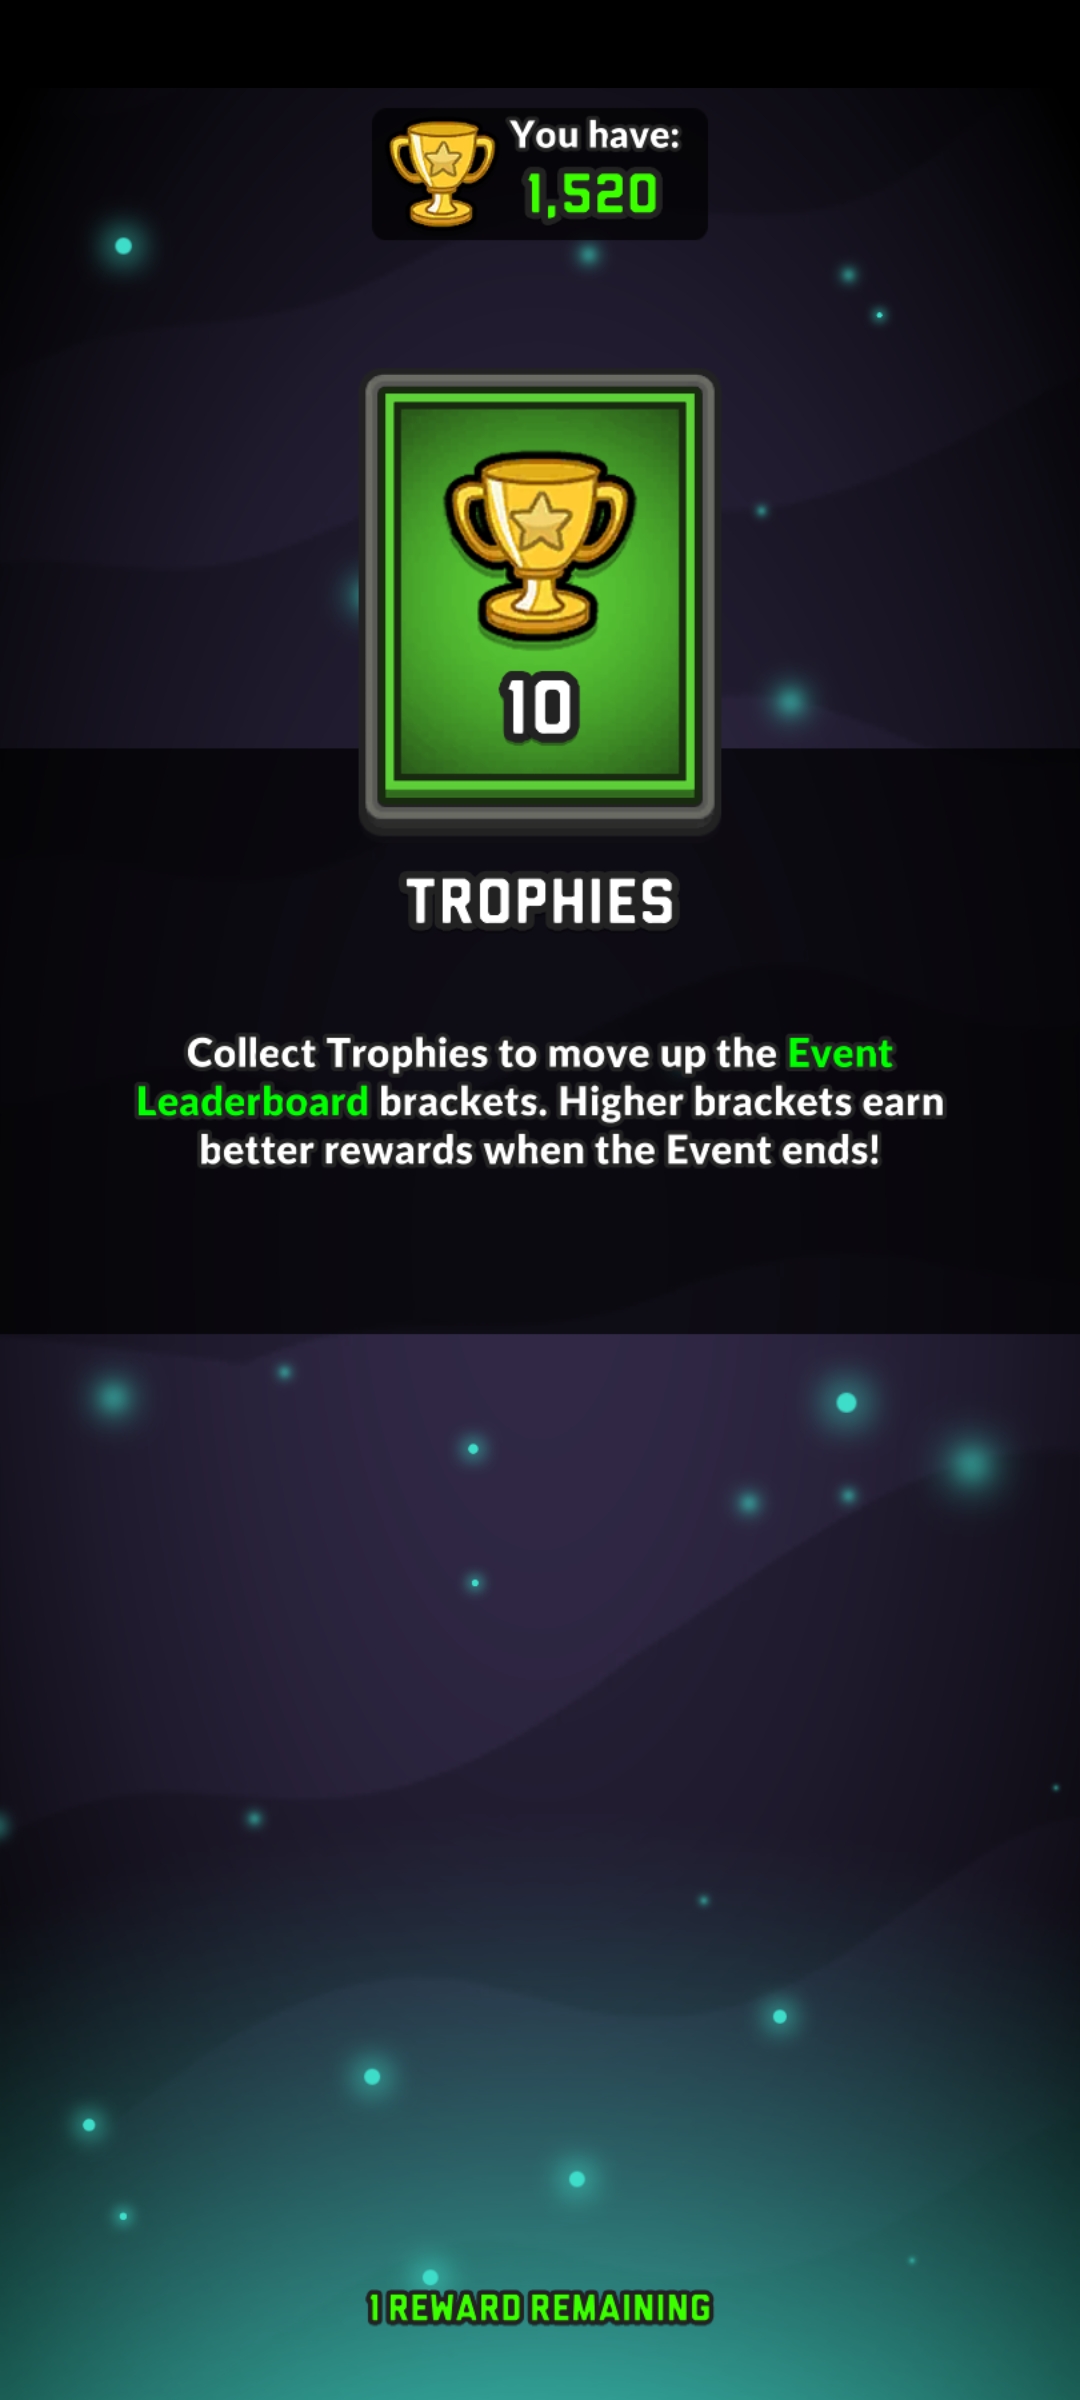 You have:
1,520
10
TROPHIES
Collect Trophies to move up the Event
Leaderboard brackets. Higher brackets earn
better rewards when the Event ends!
1 REWARD REMAINING